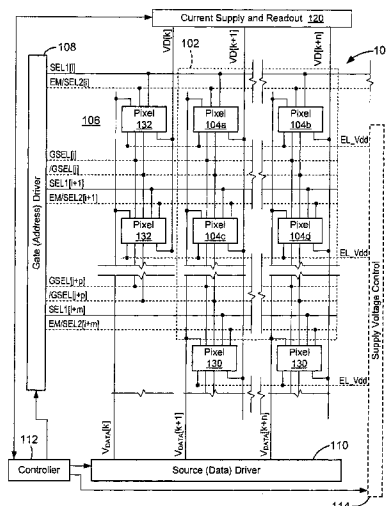 Current Supply and Readout 120
108
102
VD[k]
VD[k+1]
VD[k+n]
10
SEL1[j]
EM/SEL2[j]
106
Pixel 132
Pixel 104a
Pixel 104b
GSEL[j]
/GSEL[j]
EL_Vdd
SEL1[j+1]
EM/SEL2[j+1]
Pixel 132
Pixel 104c
Pixel 104d
EL_Vdd
GSEL[j+p]
/GSEL[j+p]
SEL1[j+m]
EM/SEL2[j+m]
Pixel 130
Pixel 130
EL_Vdd
Gate (Address) Driver
Supply Voltage Control
VDATA[k]
VDATA[k+1]
VDATA[k+n]
112
110
Controller
Source (Data) Driver
114